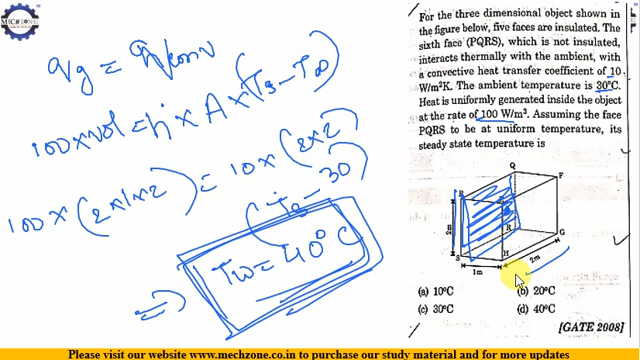 MECHZONE
q̇g = q̇conv
100×vol = h × A × (Ts − T∞)
100 × (2×1×2) = 10 × (2×2)
(Ts − 30)
⇒ Tw = 40°C
For the three dimensional object shown in
the figure below, five faces are insulated. The
sixth face (PQRS), which is not insulated,
interacts thermally with the ambient, with
a convective heat transfer coefficient of 10
W/m²K. The ambient temperature is 30°C.
Heat is uniformly generated inside the object
at the rate of 100 W/m³. Assuming the face
PQRS to be at uniform temperature, its
steady state temperature is
Q
F
E
R
G
S
H
2m
1m
2m
(a) 10°C
(b) 20°C
(c) 30°C
(d) 40°C
[GATE 2008]
Please visit our website www.mechzone.co.in to purchase our study material and for more offers